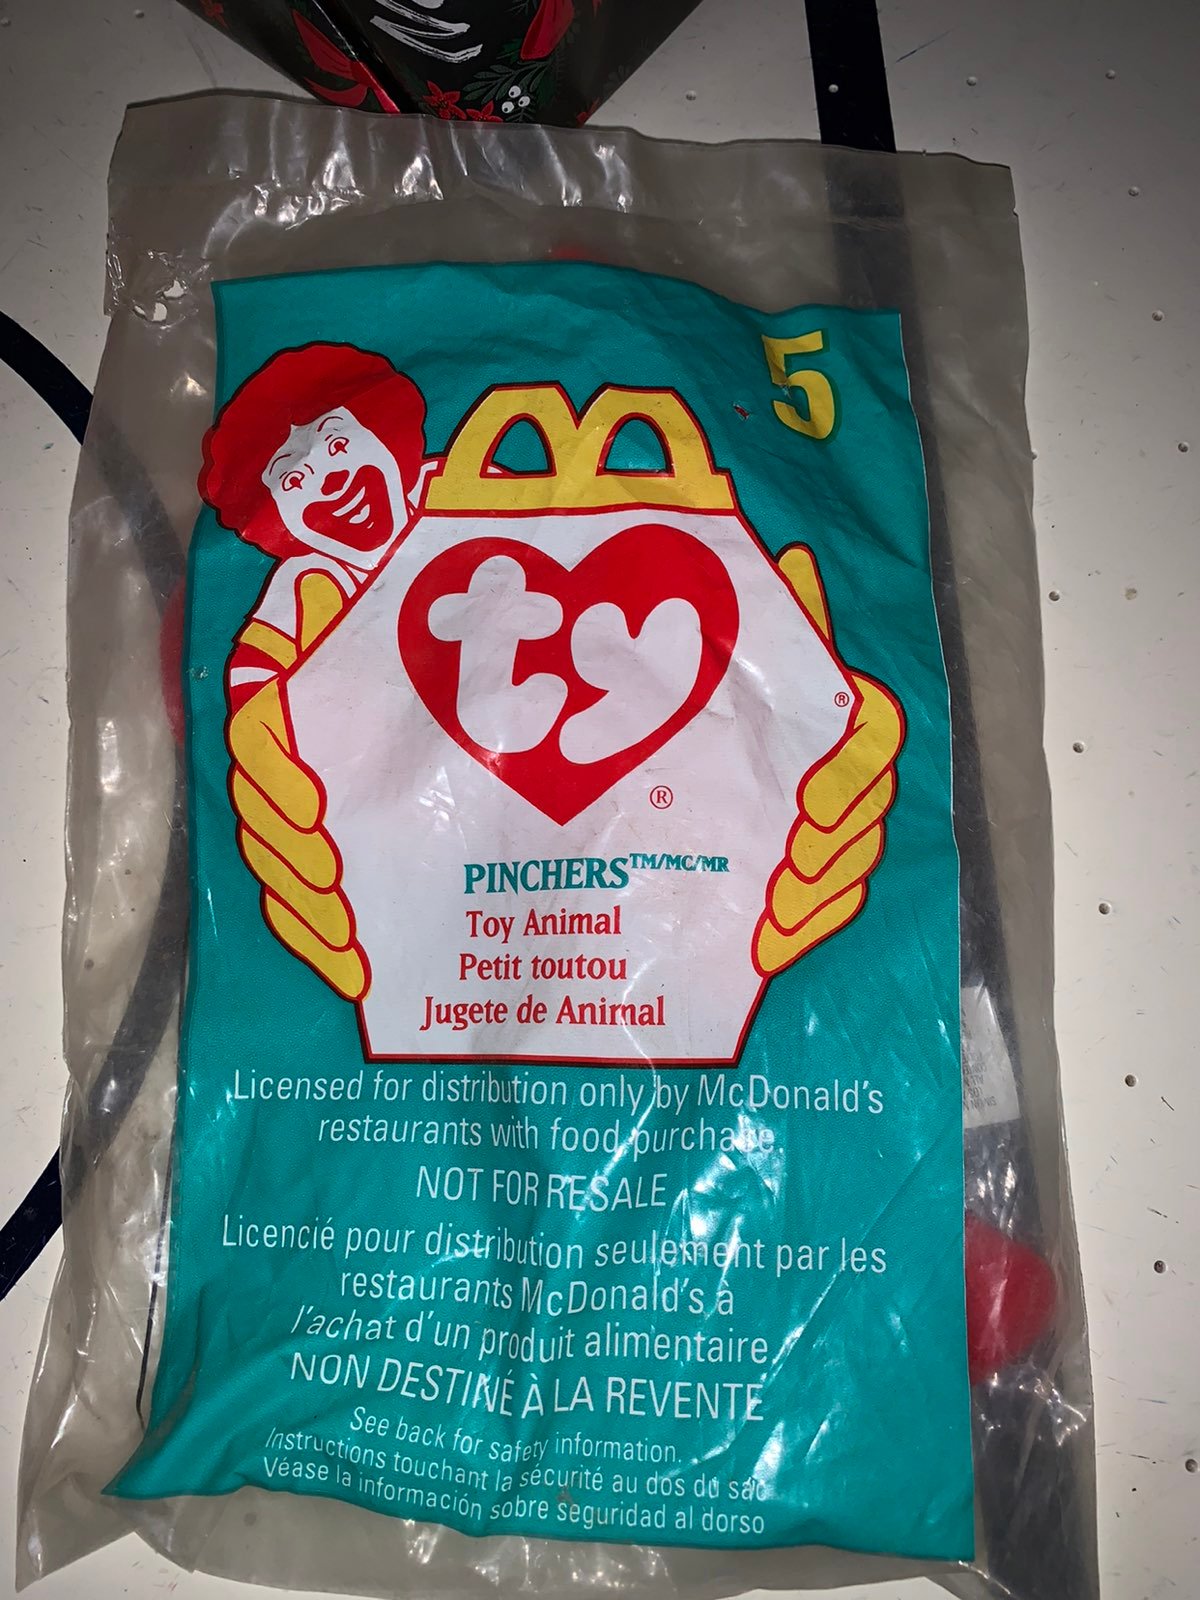 5
ty
®
®
PINCHERS™/MC/MR
Toy Animal
Petit toutou
Jugete de Animal
Licensed for distribution only by McDonald's
restaurants with food purchase.
NOT FOR RESALE
Licencié pour distribution seulement par les
restaurants McDonald's à
l'achat d'un produit alimentaire
NON DESTINÉ À LA REVENTE
See back for safety information.
Instructions touchant la sécurité au dos du sac
Véase la información sobre seguridad al dorso